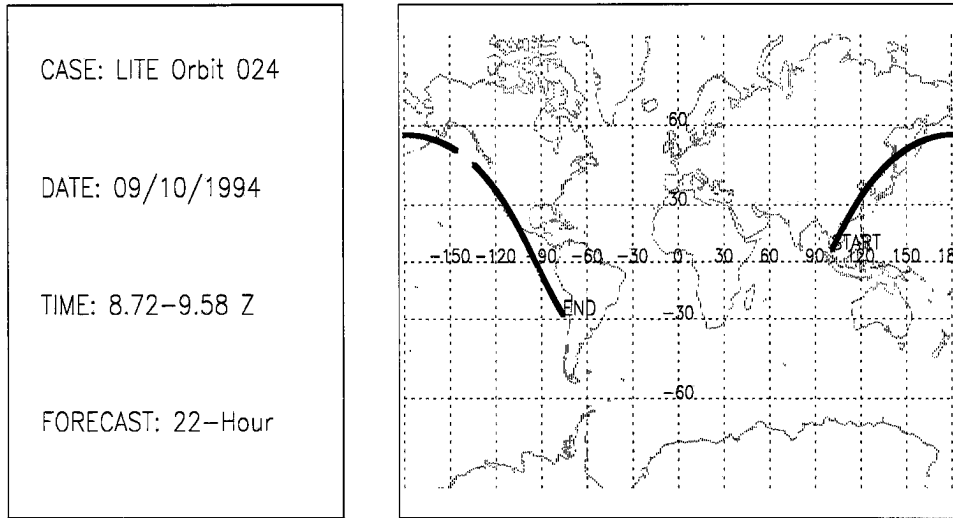 CASE: LITE Orbit 024
DATE: 09/10/1994
TIME: 8.72-9.58 Z
FORECAST: 22-Hour
60
30
START
-150 -120 -90 -60 -30 0 30 60 90 120 150 18
END
-30
-60